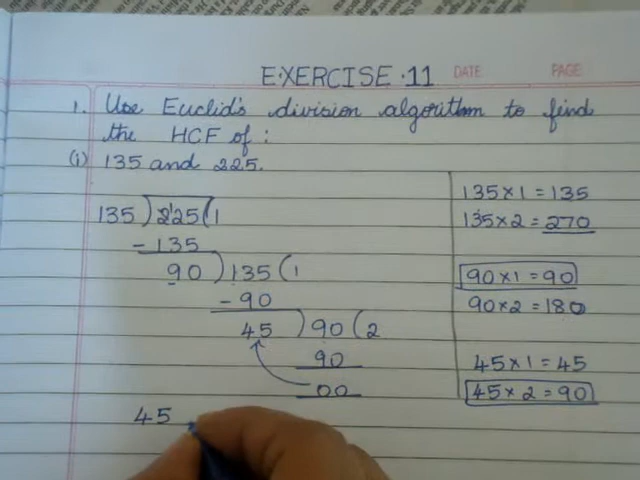 EXERCISE·11 DATE PAGE
1. Use Euclid's division algorithm to find
the HCF of:
(i) 135 and 225.
135 ) 225 ( 1
- 135
90 ) 135 ( 1
- 90
45 ) 90 ( 2
90
00
45
135×1 = 135
135×2 = 270
90×1 = 90
90×2 = 180
45×1 = 45
45×2 = 90